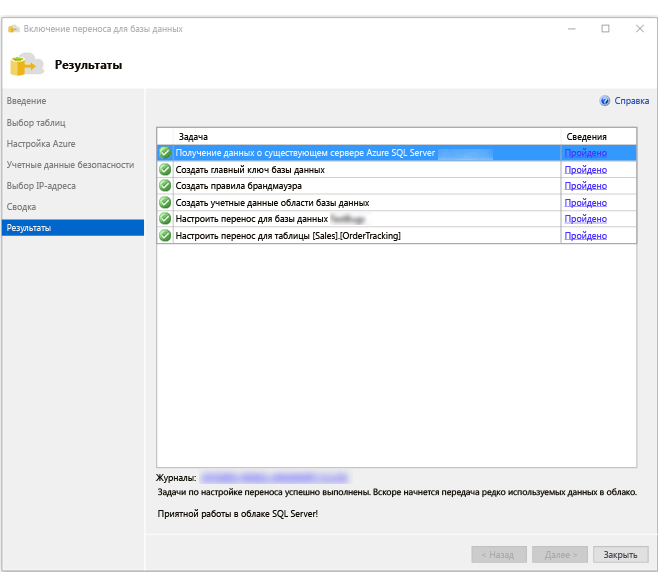 Включение переноса для базы данных
Результаты
Введение
Выбор таблиц
Настройка Azure
Учетные данные безопасности
Выбор IP-адреса
Сводка
Результаты
Справка
Задача Сведения
Получение данных о существующем сервере Azure SQL Server Пройдено
Создать главный ключ базы данных Пройдено
Создать правила брандмауэра Пройдено
Создать учетные данные области базы данных Пройдено
Настроить перенос для базы данных Пройдено
Настроить перенос для таблицы [Sales].[OrderTracking] Пройдено
Журналы:
Задачи по настройке переноса успешно выполнены. Вскоре начнется передача редко используемых данных в облако.
Приятной работы в облаке SQL Server!
< Назад Далее > Закрыть